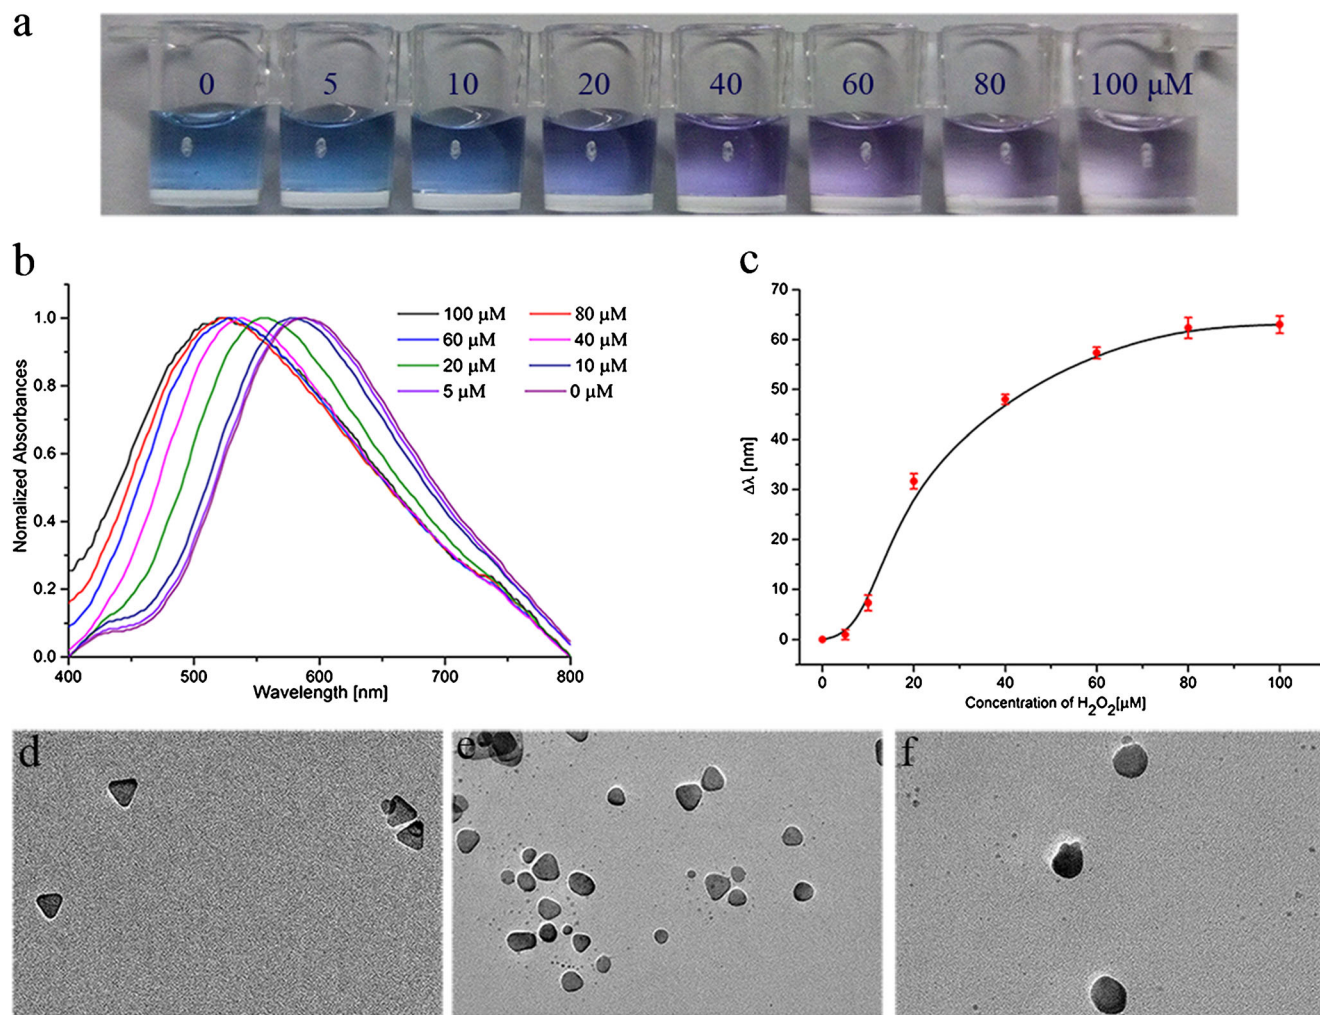 a
0 5 10 20 40 60 80 100 µM
b
Nomalized Absorbances
1.0
0.8
0.6
0.4
0.2
0.0
400 500 600 700 800
Wavelength [nm]
100 µM 80 µM
60 µM 40 µM
20 µM 10 µM
5 µM 0 µM
c
Δλ [nm]
70
60
50
40
30
20
10
0
0 20 40 60 80 100
Concentration of H₂O₂[µM]
d e f